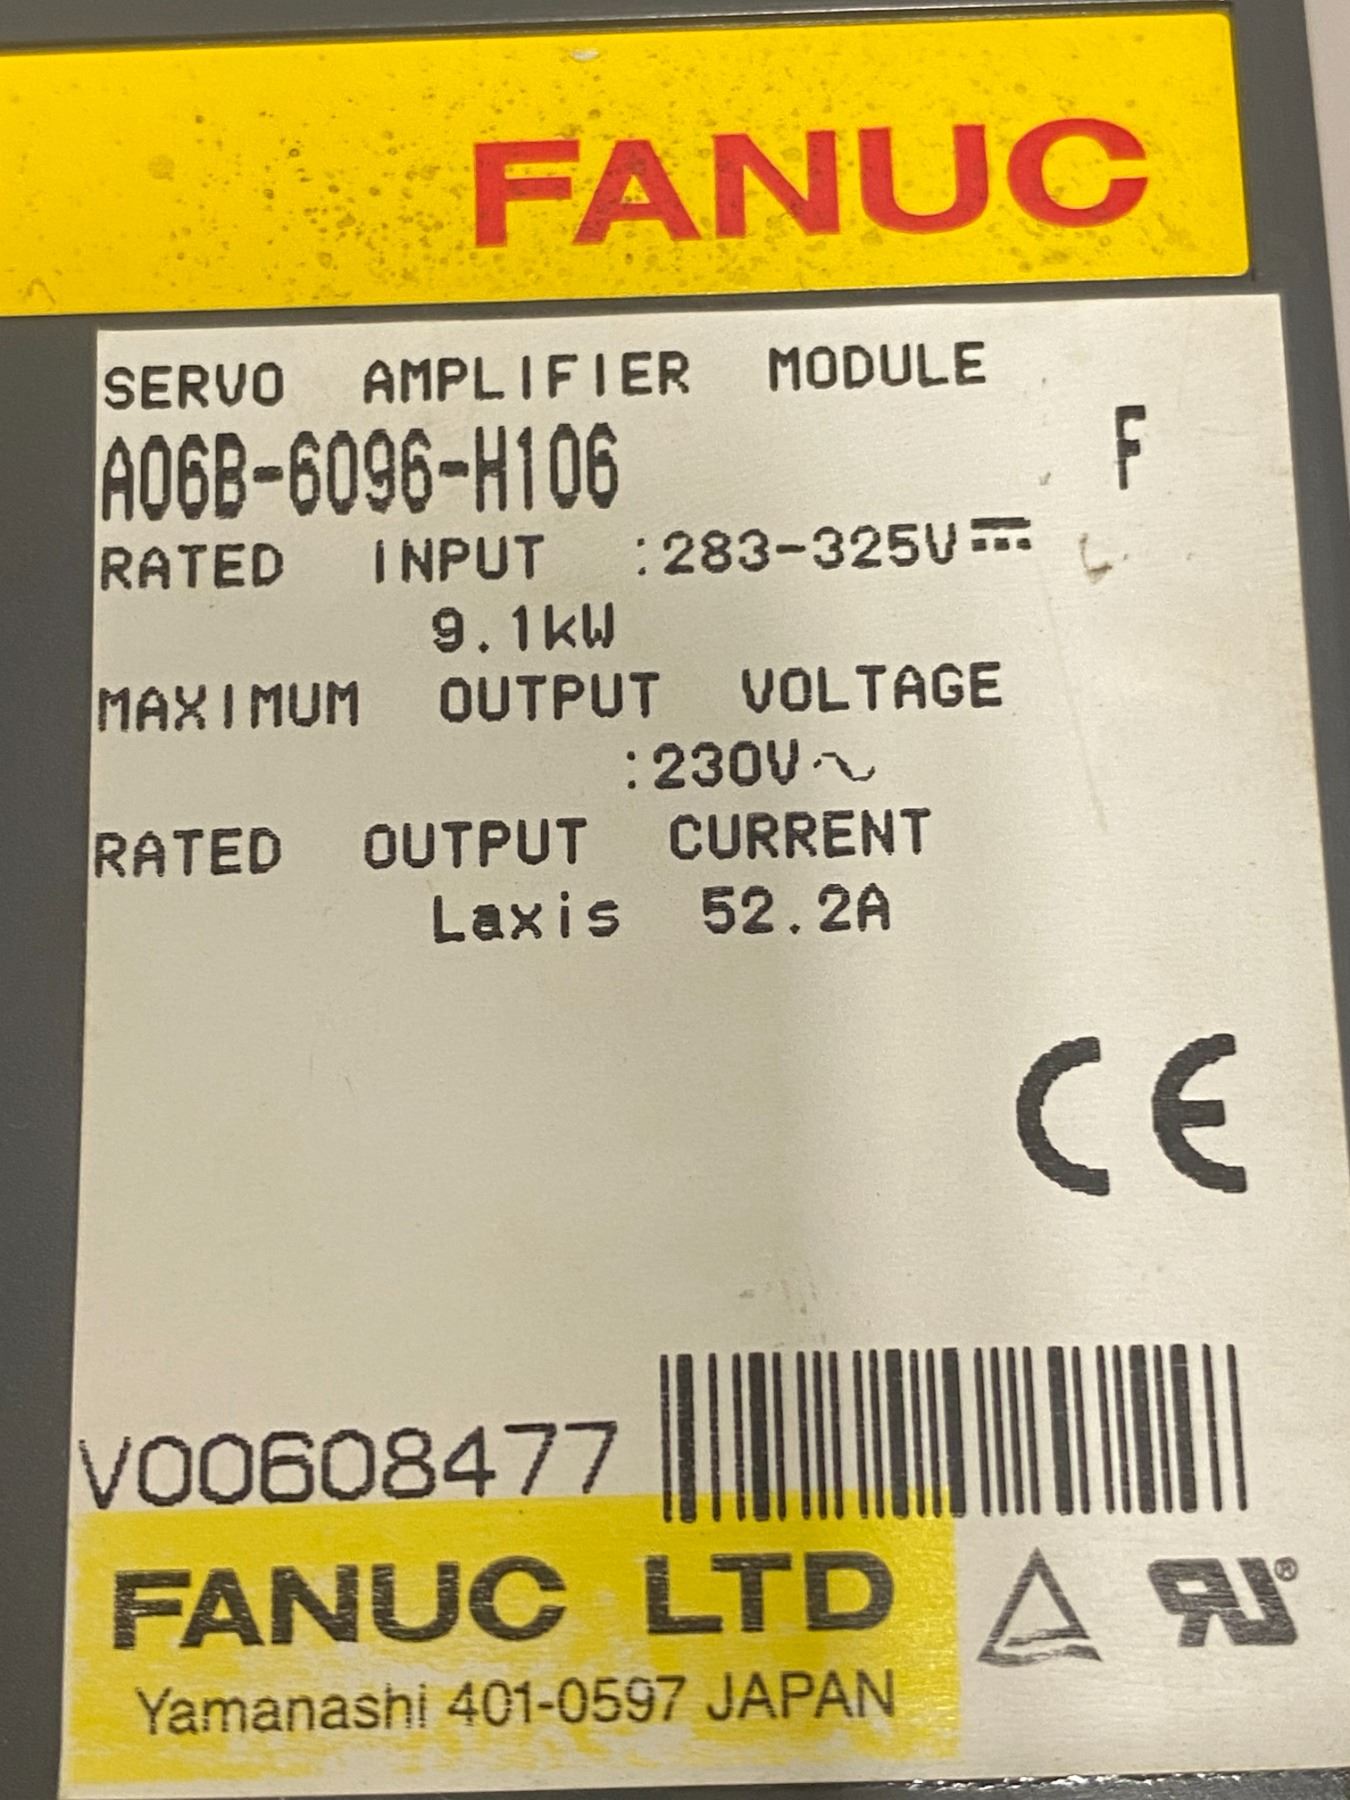 FANUC
SERVO AMPLIFIER MODULE
A06B-6096-H106 F
RATED INPUT :283-325V⎓
9.1kW
MAXIMUM OUTPUT VOLTAGE
:230V∿
RATED OUTPUT CURRENT
Laxis 52.2A
CE
V00608477
FANUC LTD
Yamanashi 401-0597 JAPAN